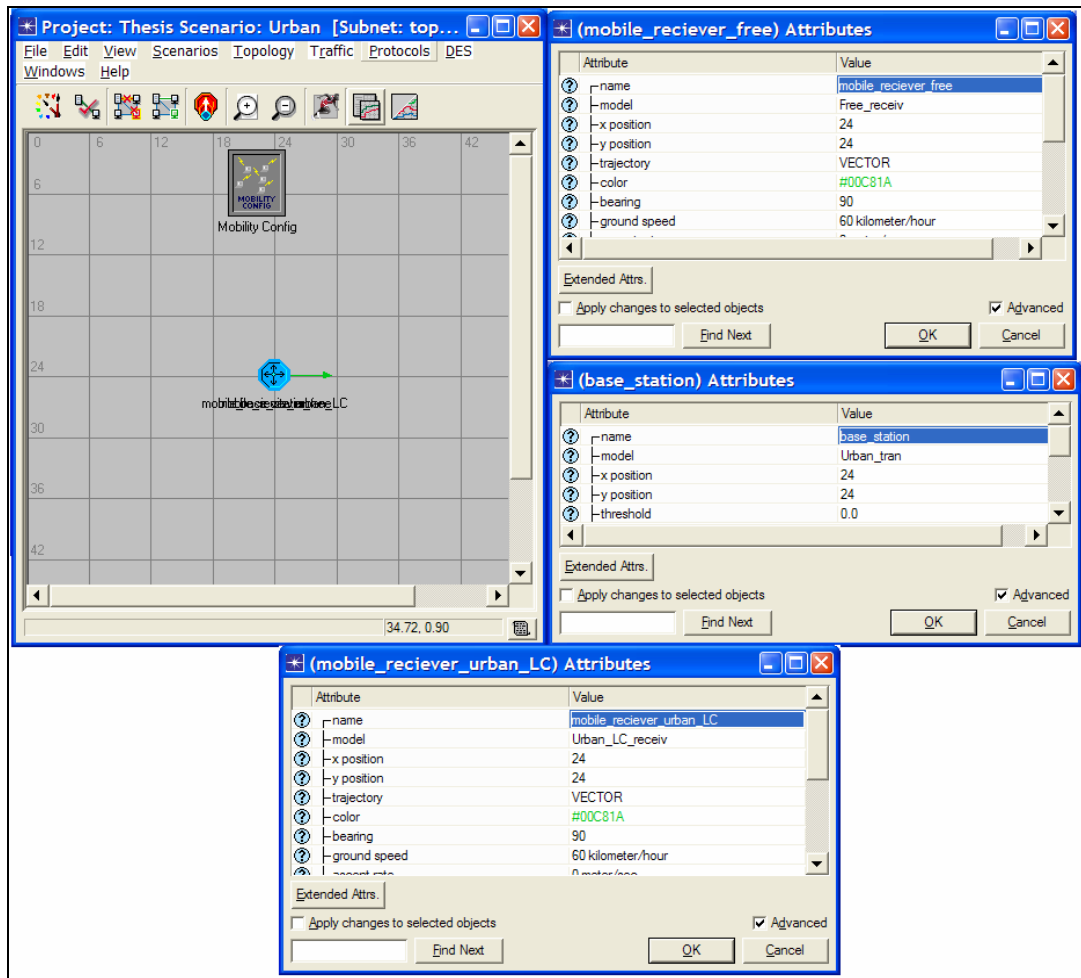 Project: Thesis Scenario: Urban [Subnet: top...
File Edit View Scenarios Topology Traffic Protocols DES
Windows Help
0 6 12 18 24 30 36 42
6
MOBILITY
CONFIG
Mobility Config
12
18
24
30
36
42
34.72, 0.90
(mobile_reciever_free) Attributes
Attribute Value
name mobile_reciever_free
model Free_receiv
x position 24
y position 24
trajectory VECTOR
color #00C81A
bearing 90
ground speed 60 kilometer/hour
Extended Attrs.
Apply changes to selected objects Advanced
Find Next OK Cancel
(base_station) Attributes
Attribute Value
name base_station
model Urban_tran
x position 24
y position 24
threshold 0.0
Extended Attrs.
Apply changes to selected objects Advanced
Find Next OK Cancel
(mobile_reciever_urban_LC) Attributes
Attribute Value
name mobile_reciever_urban_LC
model Urban_LC_receiv
x position 24
y position 24
trajectory VECTOR
color #00C81A
bearing 90
ground speed 60 kilometer/hour
Extended Attrs.
Apply changes to selected objects Advanced
Find Next OK Cancel